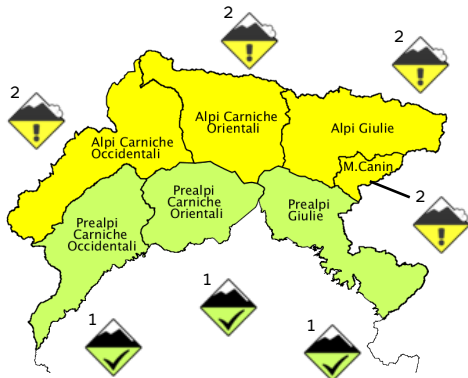 2
2
2
Alpi Carniche
Orientali
Alpi Giulie
Alpi Carniche
Occidentali
M.Canin
2
Prealpi
Carniche
Orientali
Prealpi
Giulie
Prealpi
Carniche
Occidentali
1
1
1